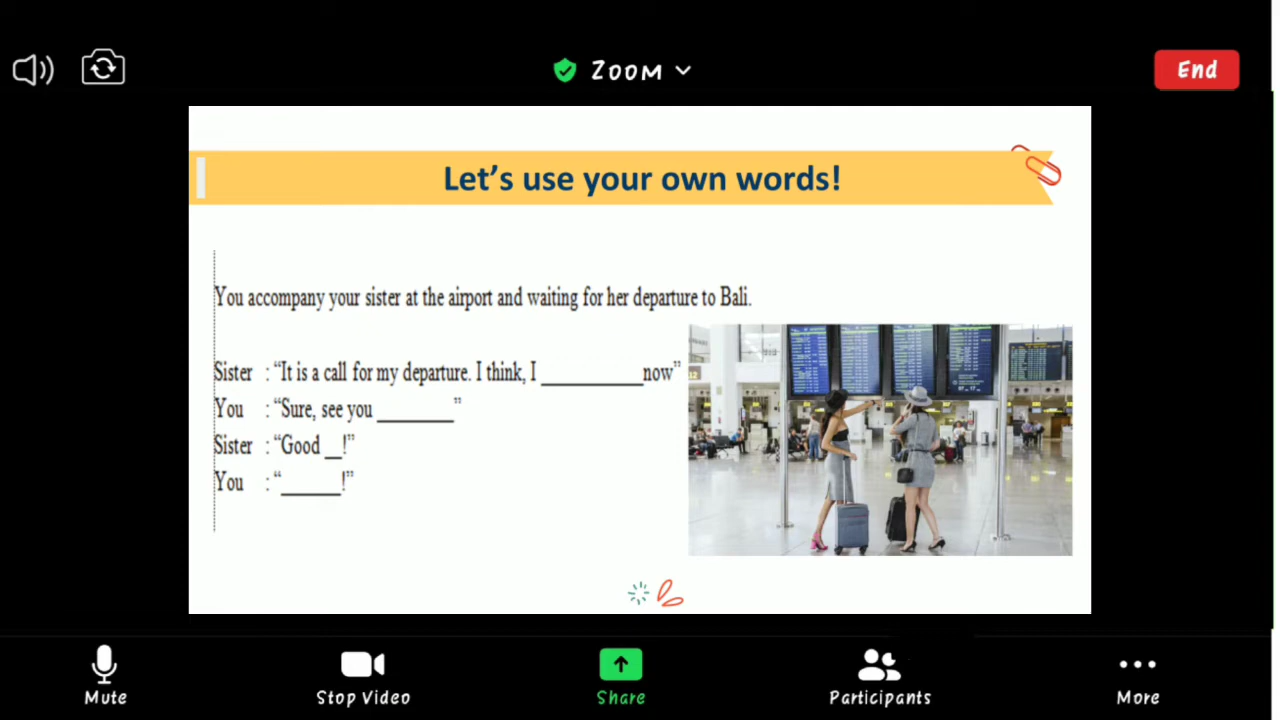 Zoom
End
Let's use your own words!
You accompany your sister at the airport and waiting for her departure to Bali.
Sister : “It is a call for my departure. I think, I __________now”
You : “Sure, see you ________”
Sister : “Good __!”
You : “______!”
Mute
Stop Video
Share
Participants
More